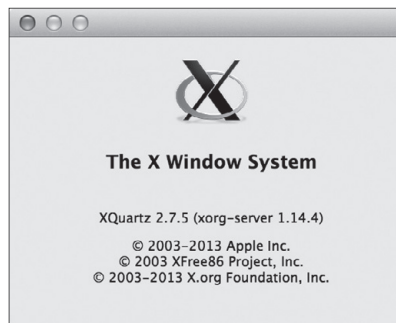 The X Window System
XQuartz 2.7.5 (xorg-server 1.14.4)
© 2003–2013 Apple Inc.
© 2003 XFree86 Project, Inc.
© 2003–2013 X.org Foundation, Inc.